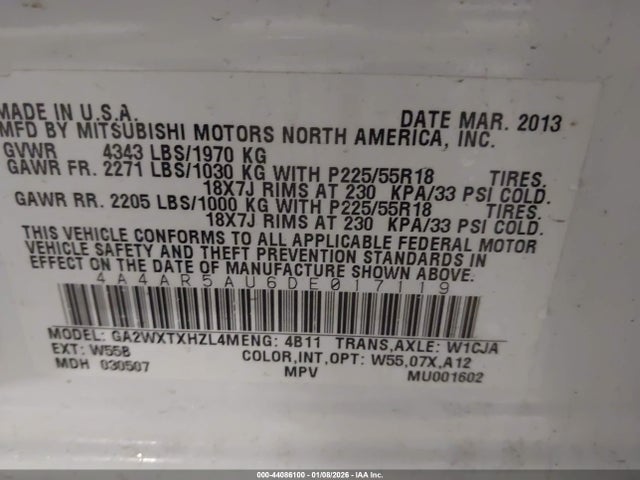 MADE IN U.S.A. DATE MAR. 2013
MFD BY MITSUBISHI MOTORS NORTH AMERICA, INC.
GVWR 4343 LBS/1970 KG
GAWR FR. 2271 LBS/1030 KG WITH P225/55R18 TIRES.
18X7J RIMS AT 230 KPA/33 PSI COLD.
GAWR RR. 2205 LBS/1000 KG WITH P225/55R18 TIRES.
18X7J RIMS AT 230 KPA/33 PSI COLD.
THIS VEHICLE CONFORMS TO ALL APPLICABLE FEDERAL MOTOR
VEHICLE SAFETY AND THEFT PREVENTION STANDARDS IN
EFFECT ON THE DATE OF MANUFACTURE SHOWN ABOVE.
4A4AR5AU6DE017119
MODEL: GA2WXTXHZL4M ENG: 4B11 TRANS,AXLE: W1CJA
EXT: W55B COLOR,INT,OPT: W55,07X,A12
MDH 030507 MPV MU001602
000-44086100 - 01/08/2026 - IAA Inc.